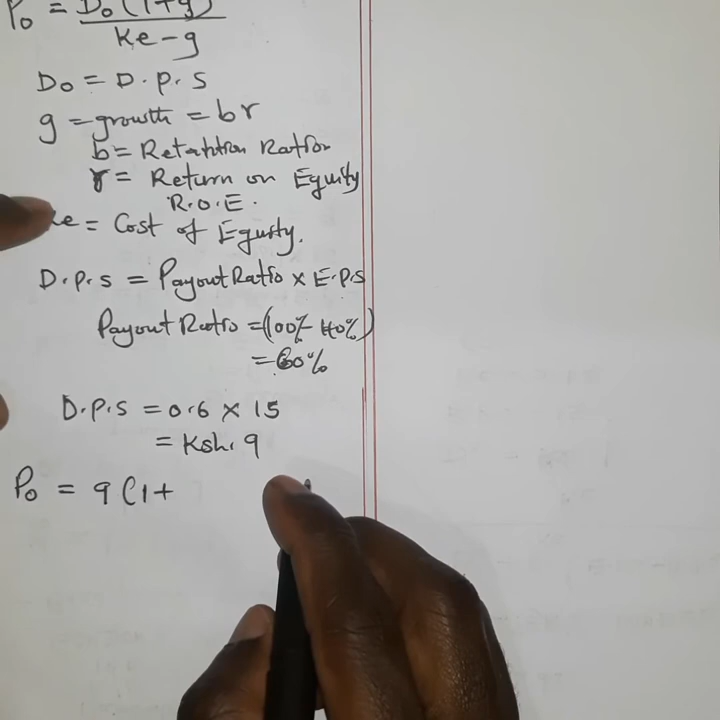 P₀ = D₀(1+g)
Ke-g
D₀ = D.P.S
g = growth = br
b = Retention Ratio
r = Return on Equity
R.O.E.
Ke = Cost of Equity.
D.P.S = Payout Ratio x E.P.S
Payout Ratio = (100% 40%)
= 60%
D.P.S = 0.6 x 15
= Ksh. 9
P₀ = 9(1+